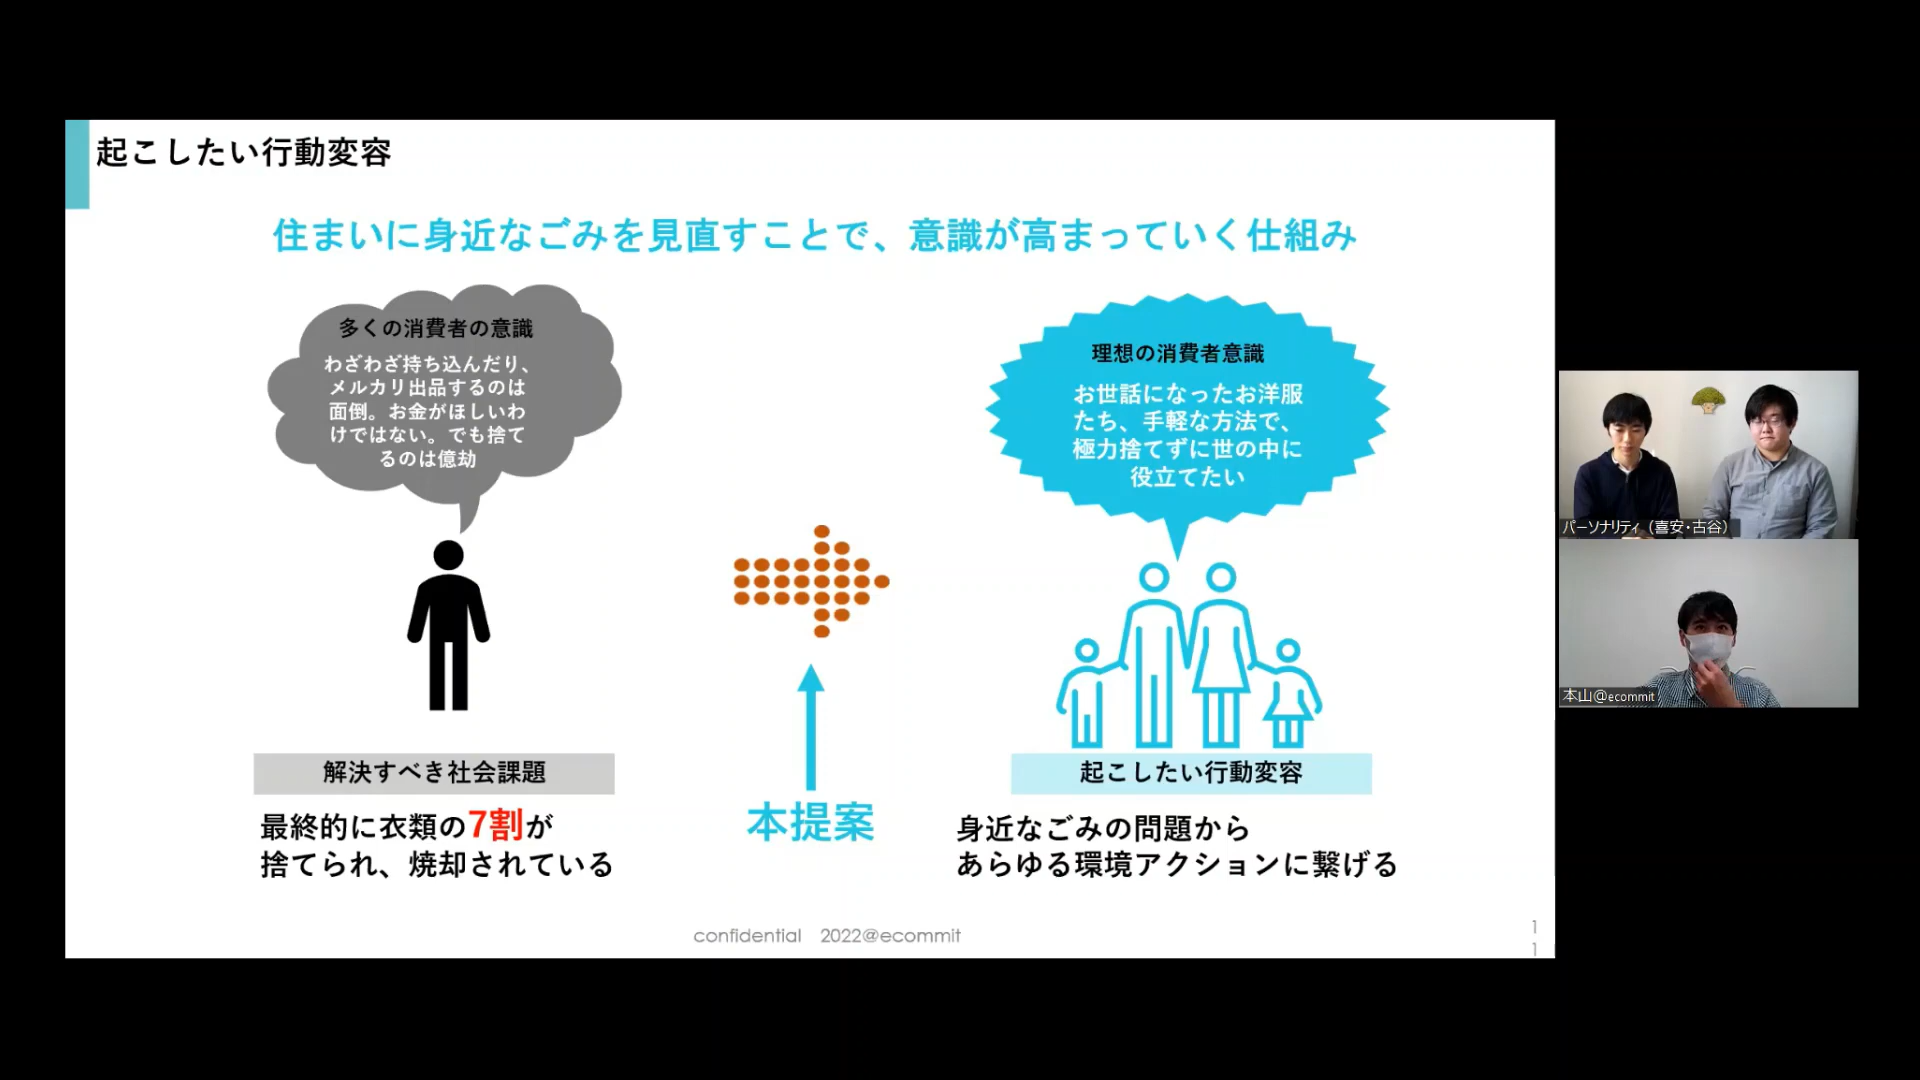 起こしたい行動変容
住まいに身近なごみを見直すことで、意識が高まっていく仕組み
多くの消費者の意識
わざわざ持ち込んだり、
メルカリ出品するのは
面倒。お金がほしいわ
けではない。でも捨て
るのは億劫
理想の消費者意識
お世話になったお洋服
たち、手軽な方法で、
極力捨てずに世の中に
役立てたい
解決すべき社会課題
最終的に衣類の7割が
捨てられ、焼却されている
本提案
起こしたい行動変容
身近なごみの問題から
あらゆる環境アクションに繋げる
confidential 2022@ecommit
1
1
パーソナリティ（喜安・古谷）
本山@ecommit